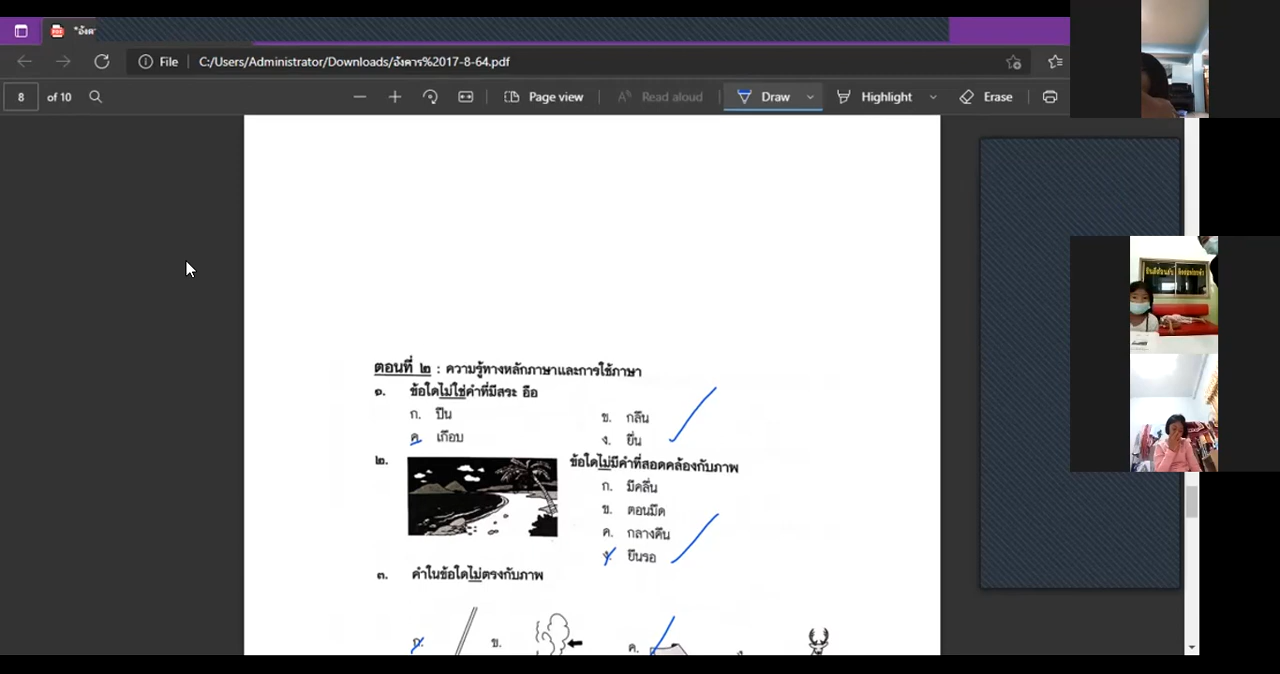 *อังค
File C:/Users/Administrator/Downloads/อังคาร%2017-8-64.pdf
8 of 10 Page view Read aloud Draw Highlight Erase
ตอนที่ ๒ : ความรู้ทางหลักภาษาและการใช้ภาษา
๑. ข้อใดไม่ใช่คำที่มีสระ อือ
ก. ปืน ข. กลืน
ค. เกือบ ง. ยื่น
๒. ข้อใดไม่มีคำที่สอดคล้องกับภาพ
ก. มีคลื่น
ข. ตอนมืด
ค. กลางคืน
ง. ยืนรอ
๓. คำในข้อใดไม่ตรงกับภาพ
ก. ข. ค.